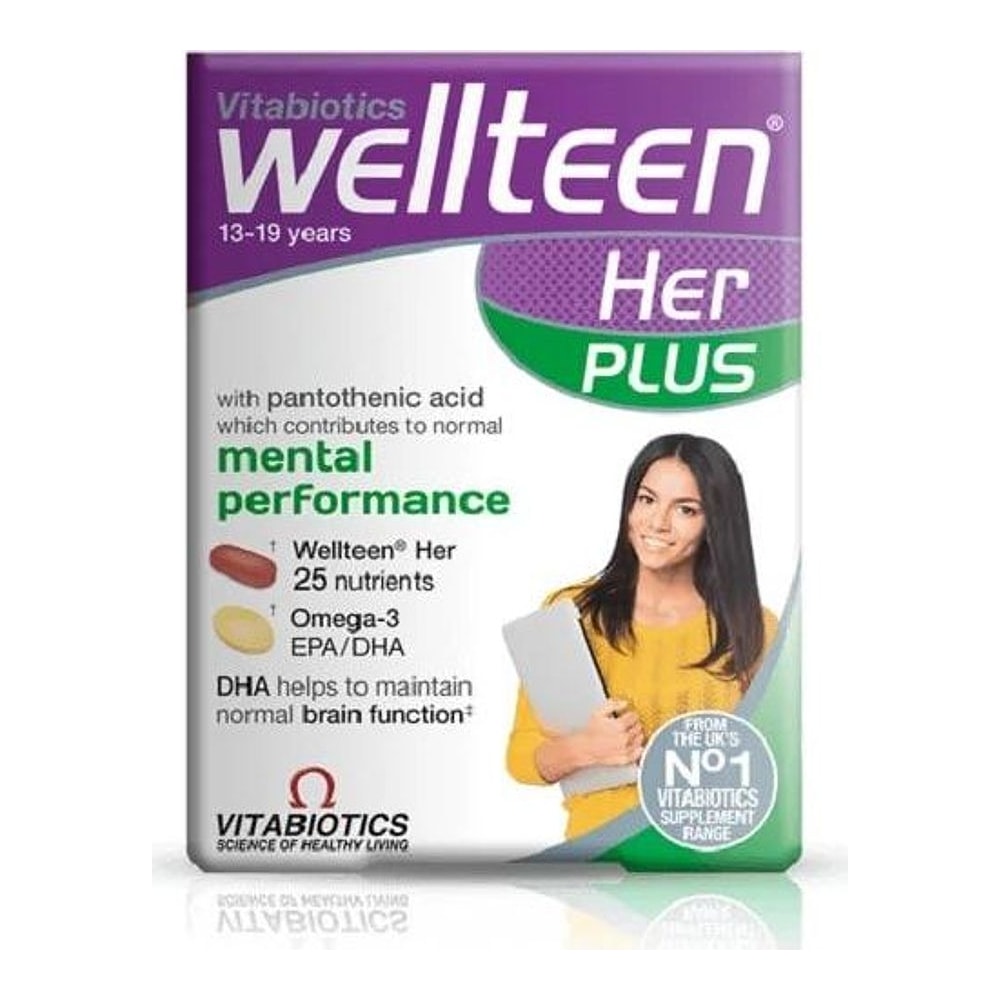 Vitabiotics
wellteen®
13-19 years
Her
PLUS
with pantothenic acid
which contributes to normal
mental
performance
† Wellteen® Her
25 nutrients
† Omega-3
EPA/DHA
DHA helps to maintain
normal brain function‡
FROM
THE UK'S
Nº1
VITABIOTICS
SUPPLEMENT
RANGE
VITABIOTICS
SCIENCE OF HEALTHY LIVING